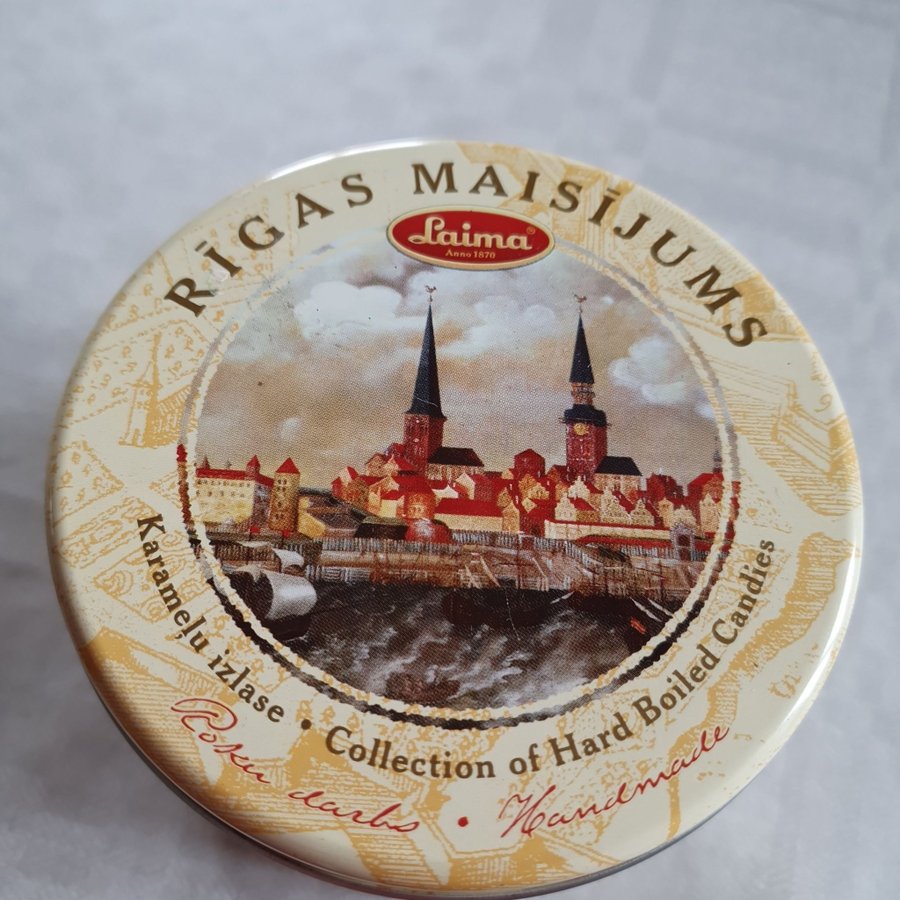 RĪGAS MAISĪJUMS
Laima®
Anno 1870
Karameļu izlase • Collection of Hard Boiled Candies
Roku darbs • Handmade